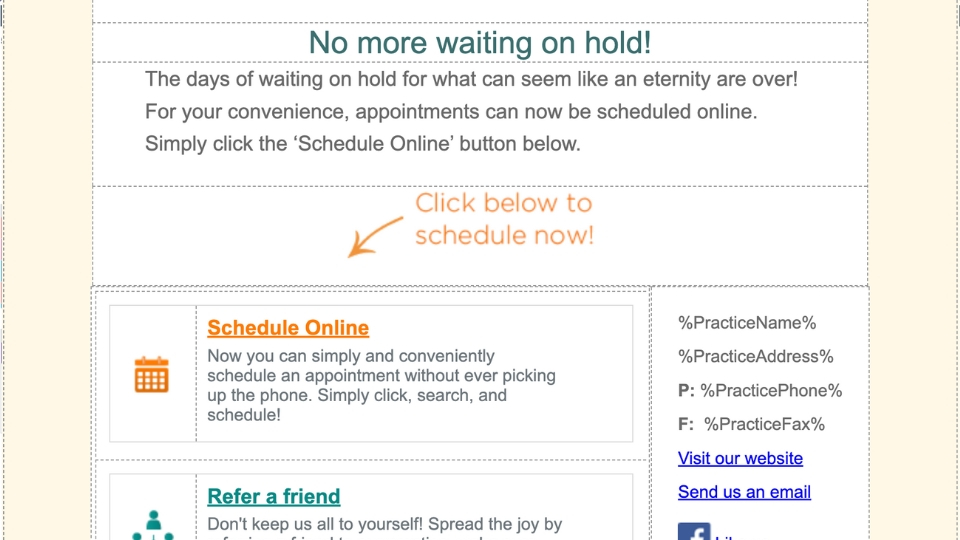 No more waiting on hold!
The days of waiting on hold for what can seem like an eternity are over!
For your convenience, appointments can now be scheduled online.
Simply click the ‘Schedule Online’ button below.
Click below to
schedule now!
Schedule Online
Now you can simply and conveniently
schedule an appointment without ever picking
up the phone. Simply click, search, and
schedule!
Refer a friend
Don't keep us all to yourself! Spread the joy by
%PracticeName%
%PracticeAddress%
P: %PracticePhone%
F: %PracticeFax%
Visit our website
Send us an email